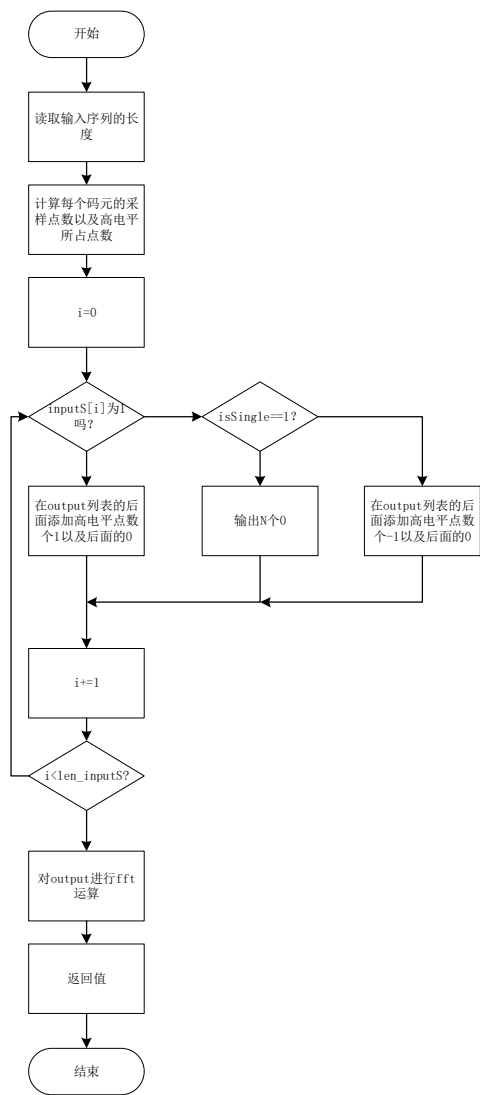 开始
读取输入序列的长
度
计算每个码元的采
样点数以及高电平
所占点数
i=0
inputS[i]为1
吗？
isSingle==1？
在output列表的后
面添加高电平点数
个1以及后面的0
输出N个0
在output列表的后
面添加高电平点数
个-1以及后面的0
i+=1
i<len_inputS？
对output进行fft
运算
返回值
结束